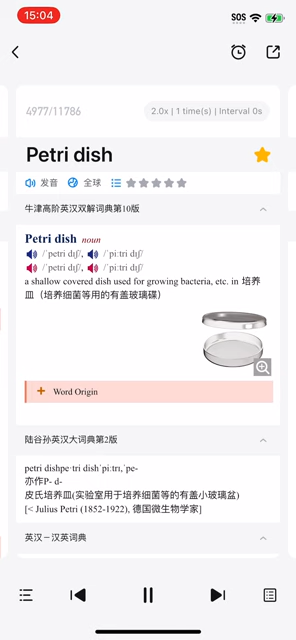 15:04
SOS
4977/11786
2.0x | 1 time(s) | Interval 0s
Petri dish
发音 全球
牛津高阶英汉双解词典第10版
Petri dish noun
/ˈpetri dɪʃ/, /ˈpiːtri dɪʃ/
/ˈpetri dɪʃ/, /ˈpiːtri dɪʃ/
a shallow covered dish used for growing bacteria, etc. in 培养
皿（培养细菌等用的有盖玻璃碟）
Word Origin
陆谷孙英汉大词典第2版
petri dishpe·tri dishˈpiːtrɪ,ˈpe-
亦作P- d-
皮氏培养皿(实验室用于培养细菌等的有盖小玻璃盆)
[< Julius Petri (1852-1922), 德国微生物学家]
英汉－汉英词典